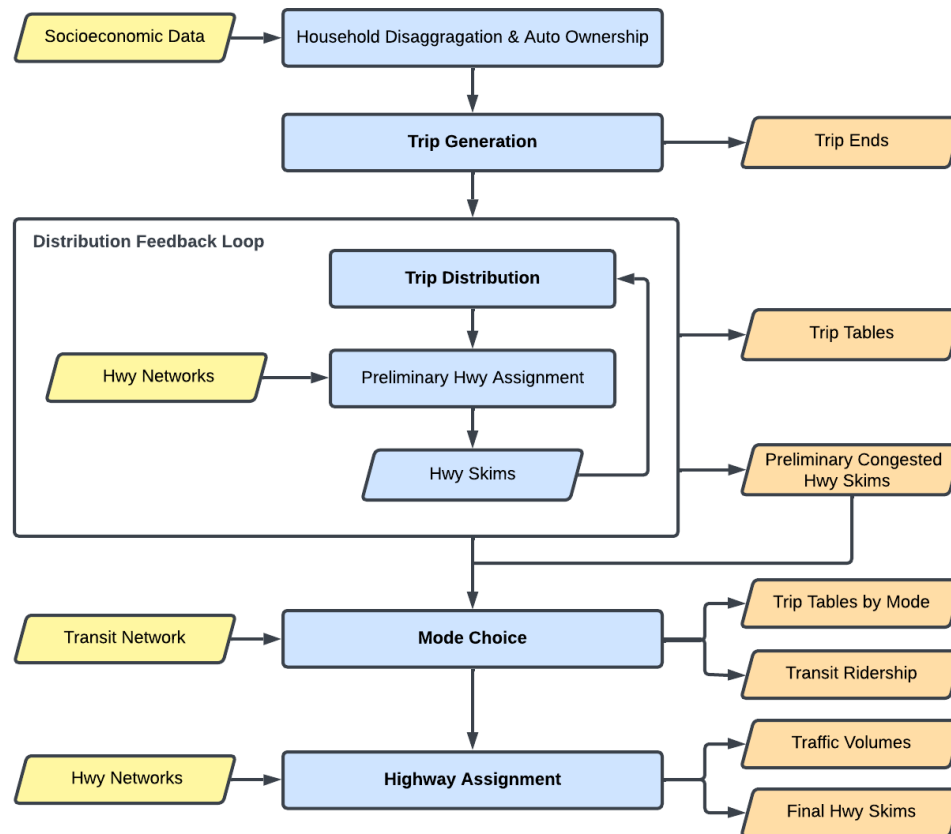 Socioeconomic Data
Household Disaggragation & Auto Ownership
Trip Generation
Trip Ends
Distribution Feedback Loop
Trip Distribution
Trip Tables
Hwy Networks
Preliminary Hwy Assignment
Hwy Skims
Preliminary Congested
Hwy Skims
Trip Tables by Mode
Transit Network
Mode Choice
Transit Ridership
Traffic Volumes
Hwy Networks
Highway Assignment
Final Hwy Skims